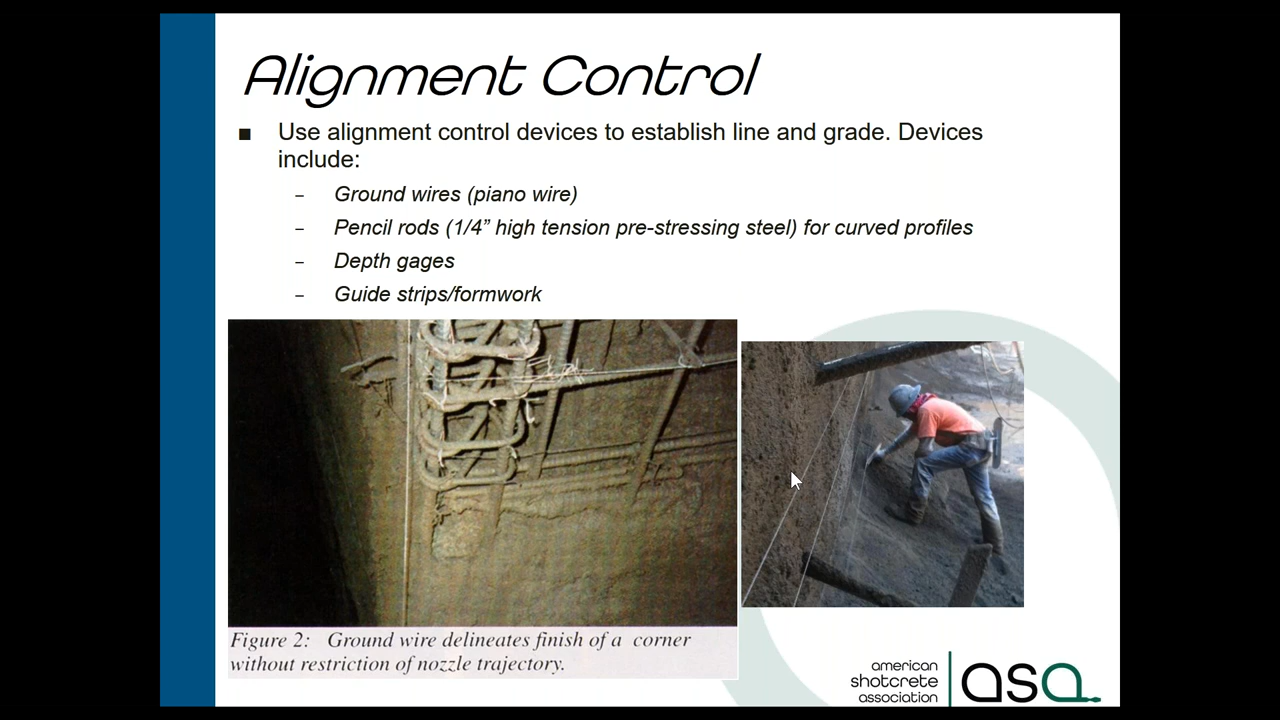 Alignment Control
■ Use alignment control devices to establish line and grade. Devices
include:
– Ground wires (piano wire)
– Pencil rods (1/4” high tension pre-stressing steel) for curved profiles
– Depth gages
– Guide strips/formwork
Figure 2: Ground wire delineates finish of a corner
without restriction of nozzle trajectory.
american
shotcrete
association
asa